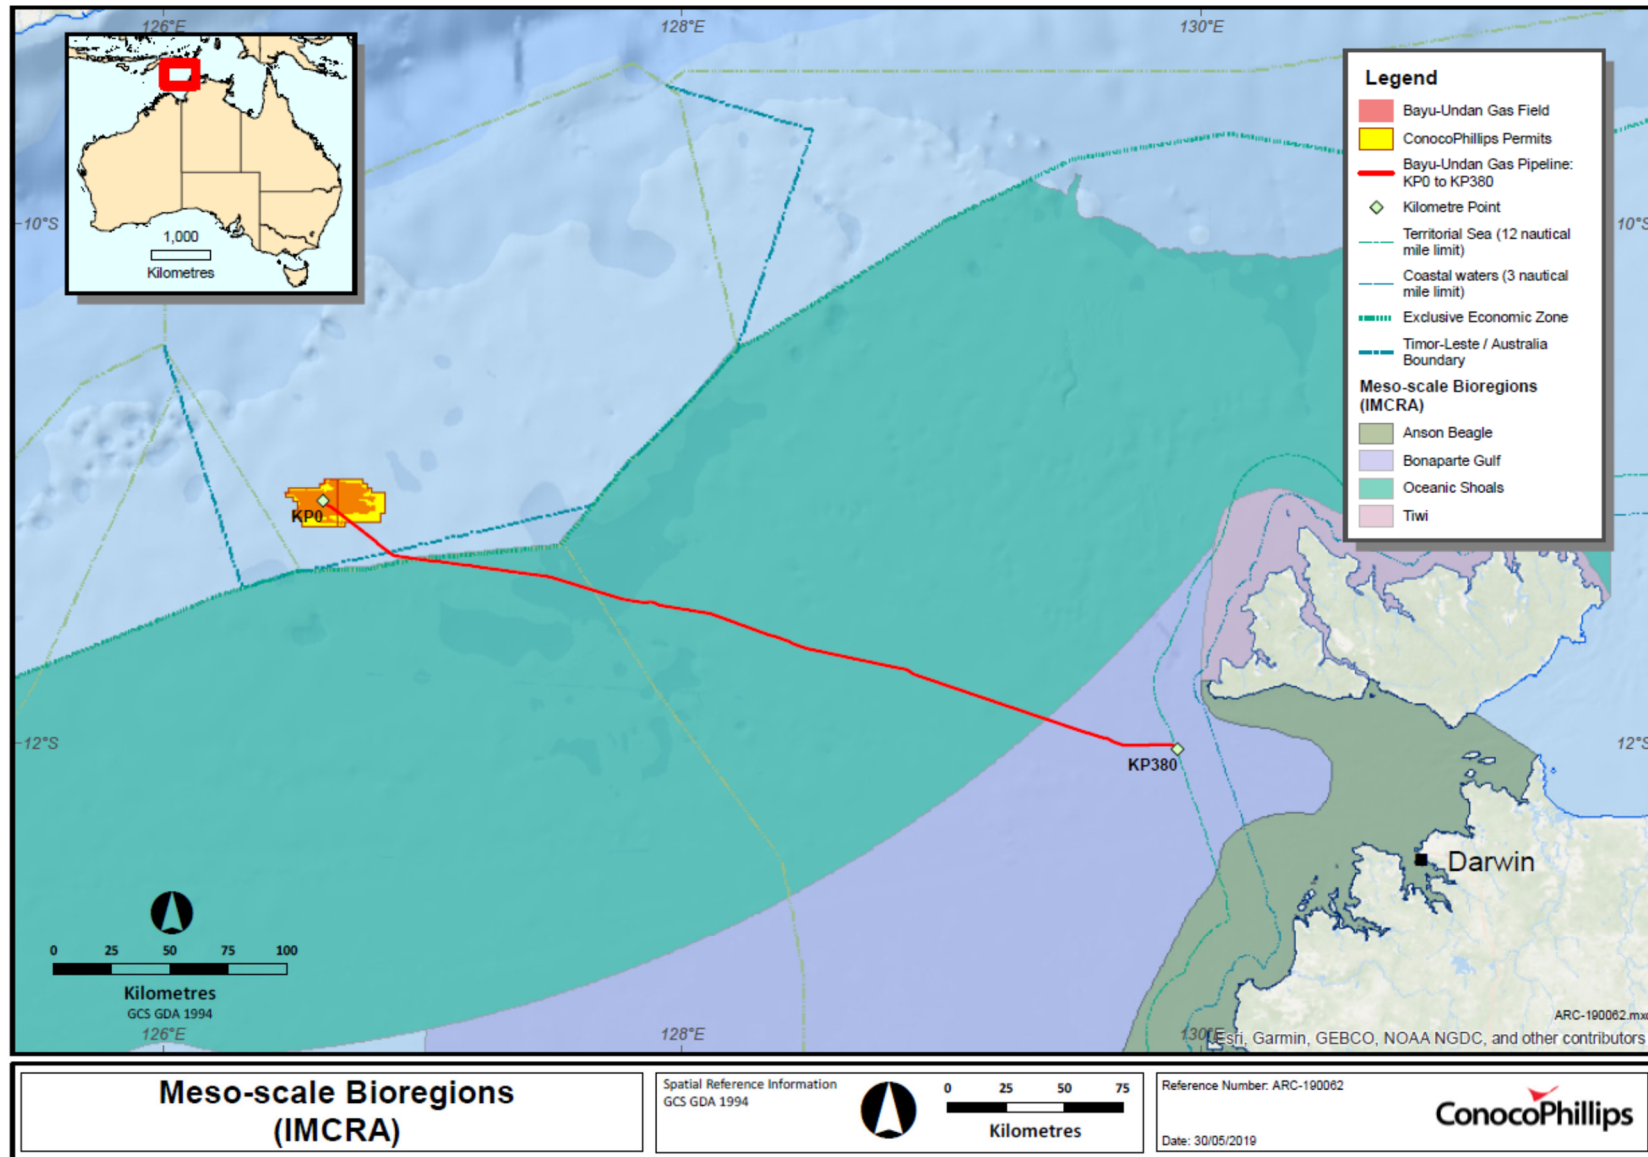 126°E
128°E
130°E
1,000
Kilometres
Legend
Bayu-Undan Gas Field
ConocoPhillips Permits
Bayu-Undan Gas Pipeline:
KP0 to KP380
Kilometre Point
Territorial Sea (12 nautical
mile limit)
Coastal waters (3 nautical
mile limit)
Exclusive Economic Zone
Timor-Leste / Australia
Boundary
Meso-scale Bioregions
(IMCRA)
Anson Beagle
Bonaparte Gulf
Oceanic Shoals
Tiwi
10°S
10°S
KP0
12°S
12°S
KP380
Darwin
0 25 50 75 100
Kilometres
GCS GDA 1994
126°E
128°E
130°E
ARC-190062.mxd
Esri, Garmin, GEBCO, NOAA NGDC, and other contributors
Meso-scale Bioregions
(IMCRA)
Spatial Reference Information
GCS GDA 1994
0 25 50 75
Kilometres
Reference Number: ARC-190062
Date: 30/05/2019
ConocoPhillips